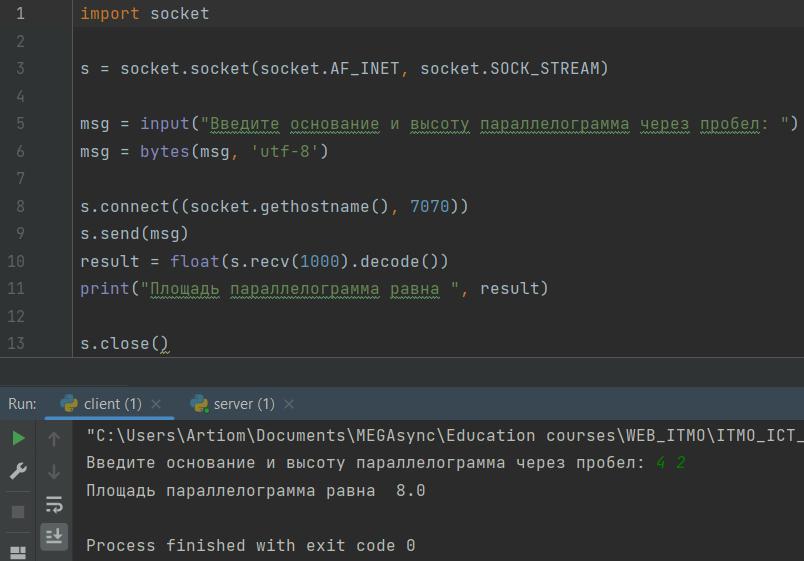 1 import socket
2
3 s = socket.socket(socket.AF_INET, socket.SOCK_STREAM)
4
5 msg = input("Введите основание и высоту параллелограмма через пробел: ")
6 msg = bytes(msg, 'utf-8')
7
8 s.connect((socket.gethostname(), 7070))
9 s.send(msg)
10 result = float(s.recv(1000).decode())
11 print("Площадь параллелограмма равна ", result)
12
13 s.close()
Run: client (1) × server (1) ×
"C:\Users\Artiom\Documents\MEGAsync\Education courses\WEB_ITMO\ITMO_ICT_
Введите основание и высоту параллелограмма через пробел: 4 2
Площадь параллелограмма равна  8.0
Process finished with exit code 0